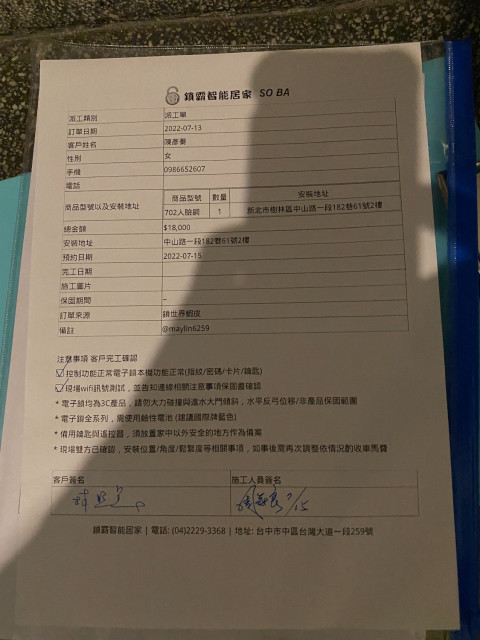 鎖霸智能居家 SO BA
派工類別 派工單
訂單日期 2022-07-13
客戶姓名 陳彥蓁
性別 女
手機 0986652607
電話
商品型號以及安裝地址 商品型號 數量 安裝地址
702人臉鎖 1 新北市樹林區中山路一段182巷61號2樓
總金額 $18,000
安裝地址 中山路一段182巷61號2樓
預約日期 2022-07-15
完工日期
施工圖片
保固期間 –
訂單來源 鎖世界蝦皮
備註 @maylin6259
注意事項 客戶完工確認
控制功能正常電子鎖本機功能正常(指紋/密碼/卡片/鑰匙)
現場wifi訊號測試，並告知連線相關注意事項保固書確認
* 電子鎖均為3C產品，請勿大力碰撞與潑水大門傾斜，水平反弓位移/非產品保固範圍
* 電子鎖全系列，需使用鹼性電池 (建議國際牌藍色)
* 備用鑰匙與遙控器，須放置家中以外安全的地方作為備案
* 現場雙方已確認，安裝位置/角度/鬆緊度等相關事項，如事後需再次調整依情況酌收車馬費
客戶簽名 施工人員簽名
7/15
鎖霸智能居家 | 電話: (04)2229-3368 | 地址: 台中市中區台灣大道一段259號